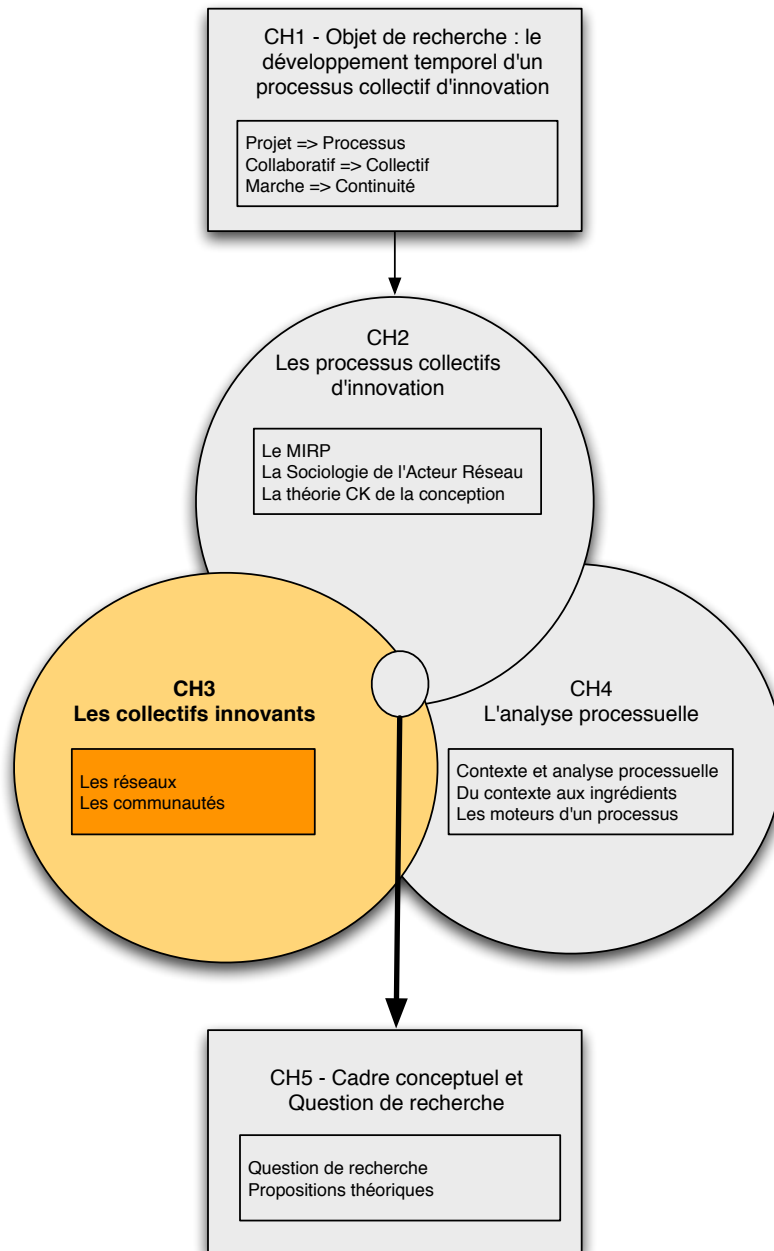 CH1 - Objet de recherche : le
développement temporel d'un
processus collectif d'innovation
Projet => Processus
Collaboratif => Collectif
Marche => Continuité
CH2
Les processus collectifs
d'innovation
Le MIRP
La Sociologie de l'Acteur Réseau
La théorie CK de la conception
CH3
Les collectifs innovants
Les réseaux
Les communautés
CH4
L'analyse processuelle
Contexte et analyse processuelle
Du contexte aux ingrédients
Les moteurs d'un processus
CH5 - Cadre conceptuel et
Question de recherche
Question de recherche
Propositions théoriques